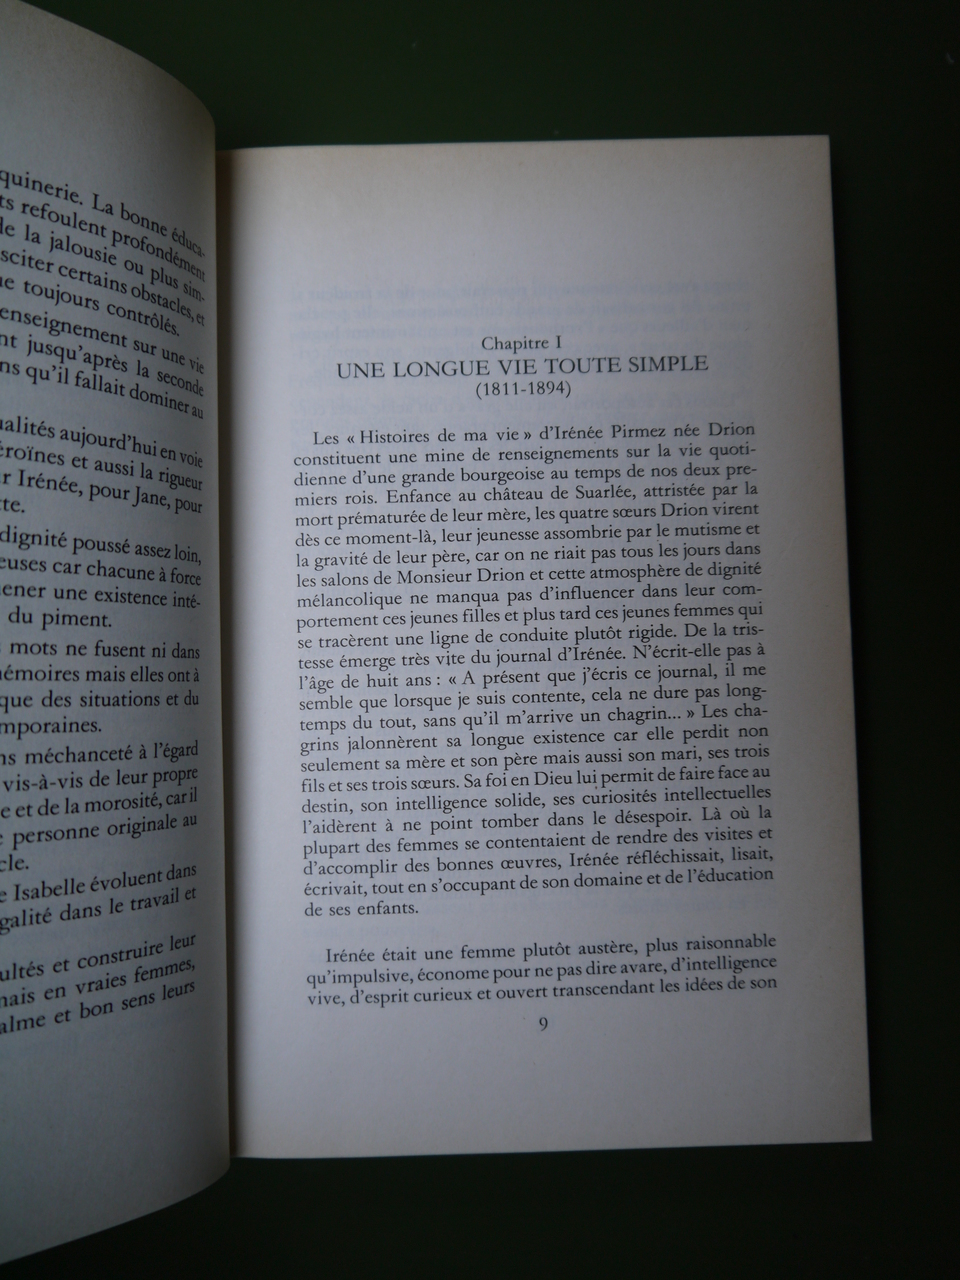 quinerie. La bonne éduca-
ts refoulent profondément
de la jalousie ou plus sim-
sciter certains obstacles, et
ue toujours contrôlés.
enseignement sur une vie
nt jusqu'après la seconde
ns qu'il fallait dominer au
ualités aujourd'hui en voie
éroïnes et aussi la rigueur
r Irénée, pour Jane, pour
tte.
dignité poussé assez loin,
euses car chacune à force
ener une existence inté-
du piment.
mots ne fusent ni dans
émoires mais elles ont à
que des situations et du
mporaines.
ns méchanceté à l'égard
vis-à-vis de leur propre
e et de la morosité, car il
e personne originale au
cle.
e Isabelle évoluent dans
galité dans le travail et
ultés et construire leur
nais en vraies femmes,
alme et bon sens leurs
Chapitre I
UNE LONGUE VIE TOUTE SIMPLE
(1811-1894)
Les « Histoires de ma vie » d'Irénée Pirmez née Drion
constituent une mine de renseignements sur la vie quoti-
dienne d'une grande bourgeoise au temps de nos deux pre-
miers rois. Enfance au château de Suarlée, attristée par la
mort prématurée de leur mère, les quatre sœurs Drion virent
dès ce moment-là, leur jeunesse assombrie par le mutisme et
la gravité de leur père, car on ne riait pas tous les jours dans
les salons de Monsieur Drion et cette atmosphère de dignité
mélancolique ne manqua pas d'influencer dans leur com-
portement ces jeunes filles et plus tard ces jeunes femmes qui
se tracèrent une ligne de conduite plutôt rigide. De la tris-
tesse émerge très vite du journal d'Irénée. N'écrit-elle pas à
l'âge de huit ans : « A présent que j'écris ce journal, il me
semble que lorsque je suis contente, cela ne dure pas long-
temps du tout, sans qu'il m'arrive un chagrin... » Les cha-
grins jalonnèrent sa longue existence car elle perdit non
seulement sa mère et son père mais aussi son mari, ses trois
fils et ses trois sœurs. Sa foi en Dieu lui permit de faire face au
destin, son intelligence solide, ses curiosités intellectuelles
l'aidèrent à ne point tomber dans le désespoir. Là où la
plupart des femmes se contentaient de rendre des visites et
d'accomplir des bonnes œuvres, Irénée réfléchissait, lisait,
écrivait, tout en s'occupant de son domaine et de l'éducation
de ses enfants.
Irénée était une femme plutôt austère, plus raisonnable
qu'impulsive, économe pour ne pas dire avare, d'intelligence
vive, d'esprit curieux et ouvert transcendant les idées de son
9